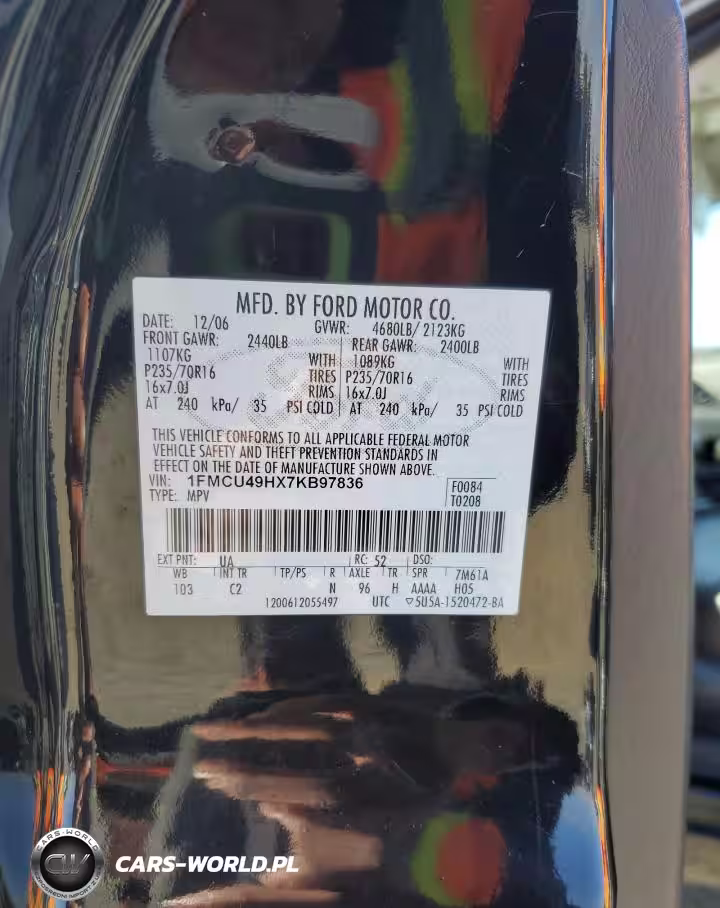 MFD. BY FORD MOTOR CO.
DATE: 12/06 GVWR: 4680LB/ 2123KG
FRONT GAWR: 2440LB REAR GAWR: 2400LB
1107KG WITH 1089KG WITH
P235/70R16 TIRES P235/70R16 TIRES
16x7.0J RIMS 16x7.0J RIMS
AT 240 kPa/ 35 PSI COLD AT 240 kPa/ 35 PSI COLD
THIS VEHICLE CONFORMS TO ALL APPLICABLE FEDERAL MOTOR
VEHICLE SAFETY AND THEFT PREVENTION STANDARDS IN
EFFECT ON THE DATE OF MANUFACTURE SHOWN ABOVE.
VIN: 1FMCU49HX7KB97836 F0084
TYPE: MPV T0208
EXT PNT: UA RC: 52 DSO:
WB INT TR TP/PS R AXLE TR SPR 7M61A
103 C2 N 96 H AAAA H05
1200612055497 UTC ▽5U5A-1520472-BA
CARS-WORLD
CW
CARS-WORLD.PL